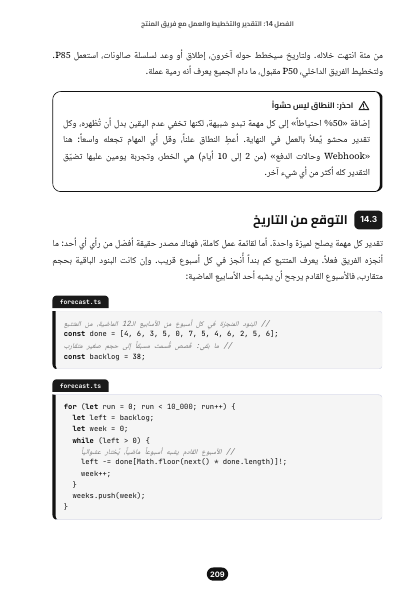 الفصل 14: التقدير والتخطيط والعمل مع فريق المنتج
من مئة انتهت خلاله. ولتاريخ سيخطط حوله آخرون، إطلاق أو وعد لسلسلة صالونات، استعمل P85.
ولتخطيط الفريق الداخلي، P50 مقبول، ما دام الجميع يعرف أنه رمية عملة.
احذر: النطاق ليس حشواً
إضافة «50% احتياطاً» إلى كل مهمة تبدو شبيهة، لكنها تخفي عدم اليقين بدل أن تُظهره، وكل
تقدير محشو يُملأ بالعمل في النهاية. أعطِ النطاق علناً، وقل أي المهام تجعله واسعاً: هنا
«Webhook وحالات الدفع» (من 2 إلى 10 أيام) هي الخطر، وتجربة يومين عليها تضيّق
التقدير كله أكثر من أي شيء آخر.
14.3 التوقع من التاريخ
تقدير كل مهمة يصلح لميزة واحدة. أما لقائمة عمل كاملة، فهناك مصدر حقيقة أفضل من رأي أي أحد: ما
أنجزه الفريق فعلاً. يعرف المتتبع كم بنداً أُنجز في كل أسبوع قريب. وإن كانت البنود الباقية بحجم
متقارب، فالأسبوع القادم يرجح أن يشبه أحد الأسابيع الماضية:
forecast.ts
// البنود المنجزة في كل أسبوع من الأسابيع الـ12 الماضية، من المتتبع
const done = [4, 6, 3, 5, 0, 7, 5, 4, 6, 2, 5, 6];
// ما بقي: قصص قُسمت مسبقاً إلى حجم صغير متقارب
const backlog = 38;
forecast.ts
for (let run = 0; run < 10_000; run++) {
let left = backlog;
let week = 0;
while (left > 0) {
// الأسبوع القادم يشبه أسبوعاً ماضياً، يُختار عشوائياً
left -= done[Math.floor(next() * done.length)]!;
week++;
}
weeks.push(week);
}
209